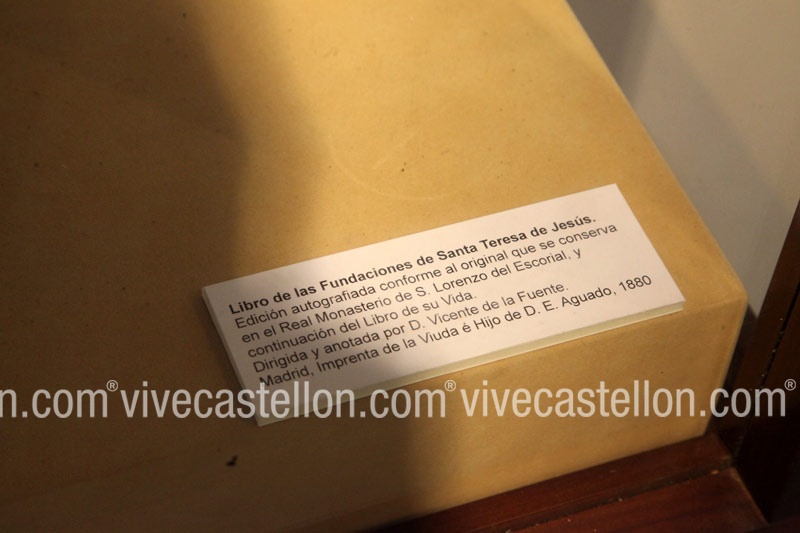 Libro de las Fundaciones de Santa Teresa de Jesús.
Edición autografiada conforme al original que se conserva
en el Real Monasterio de S. Lorenzo del Escorial, y
continuación del Libro de su Vida.
Dirigida y anotada por D. Vicente de la Fuente.
Madrid, Imprenta de la Viuda é Hijo de D. E. Aguado, 1880
n.com® vivecastellon.com® vivecastellon.com®